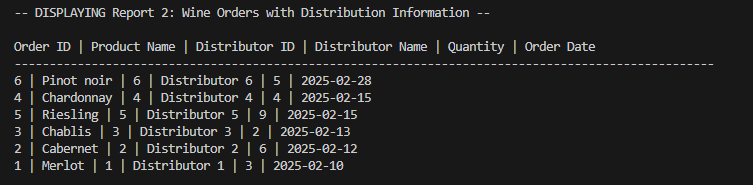 -- DISPLAYING Report 2: Wine Orders with Distribution Information --
Order ID | Product Name | Distributor ID | Distributor Name | Quantity | Order Date
----------------------------------------------------------------------------------------------------
6 | Pinot noir | 6 | Distributor 6 | 5 | 2025-02-28
4 | Chardonnay | 4 | Distributor 4 | 4 | 2025-02-15
5 | Riesling | 5 | Distributor 5 | 9 | 2025-02-15
3 | Chablis | 3 | Distributor 3 | 2 | 2025-02-13
2 | Cabernet | 2 | Distributor 2 | 6 | 2025-02-12
1 | Merlot | 1 | Distributor 1 | 3 | 2025-02-10